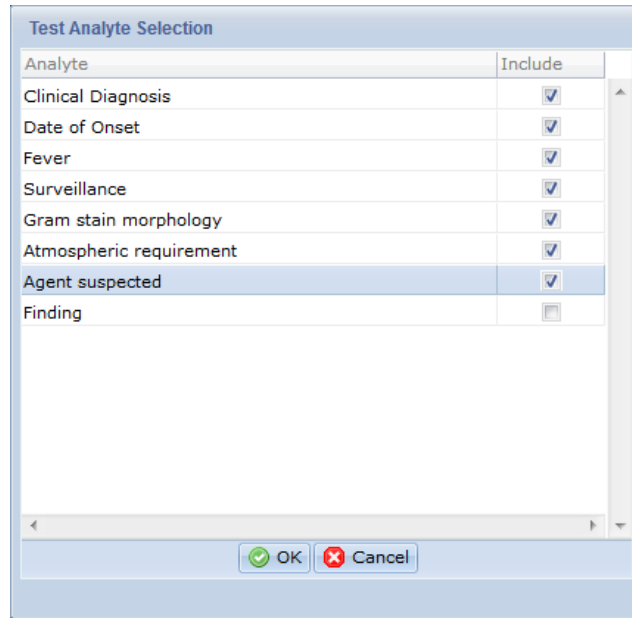 Test Analyte Selection
Analyte Include
Clinical Diagnosis
Date of Onset
Fever
Surveillance
Gram stain morphology
Atmospheric requirement
Agent suspected
Finding
OK Cancel